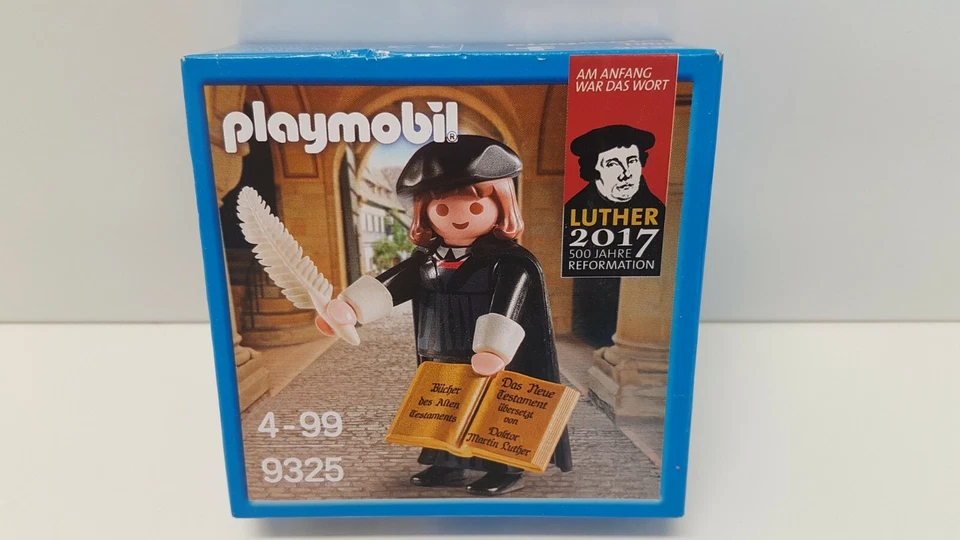 playmobil®
AM ANFANG
WAR DAS WORT
LUTHER
2017
500 JAHRE
REFORMATION
Bücher
des Alten
Testaments
Das Neue
Testament
übersetzt
von
Doktor
Martin Luther
4-99
9325